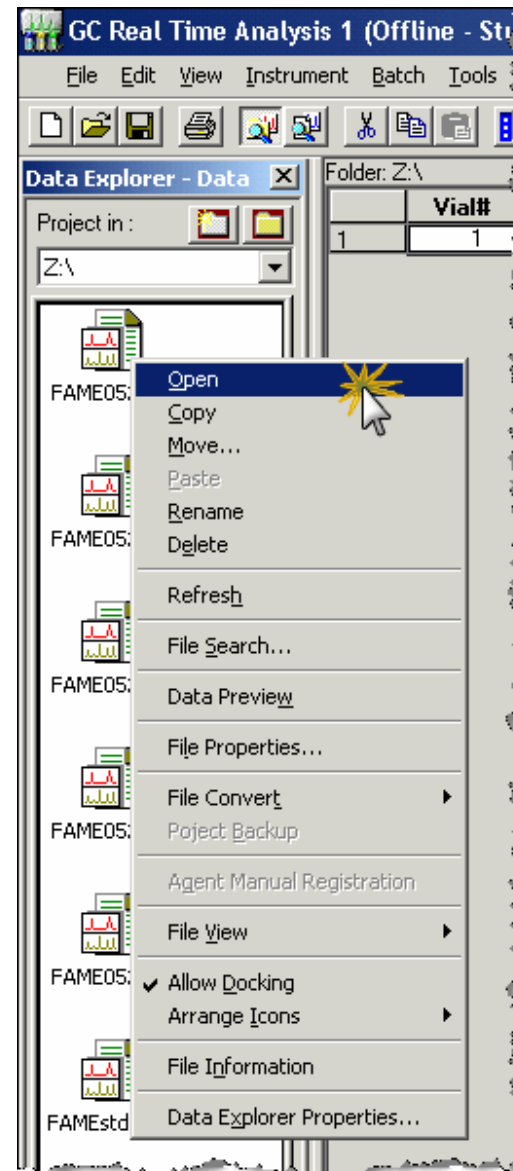 GC Real Time Analysis 1 (Offline -
File Edit View Instrument Batch Tools
Data Explorer - Data
Folder: Z:\
Project in :
Vial#
1 1
Z:\
FAME05
Open
Copy
Move...
Paste
Rename
FAME05
Delete
Refresh
File Search...
FAME05
Data Preview
File Properties...
File Convert
FAME05
Poject Backup
Agent Manual Registration
File View
FAME05
Allow Docking
Arrange Icons
File Information
FAMEstd
Data Explorer Properties...